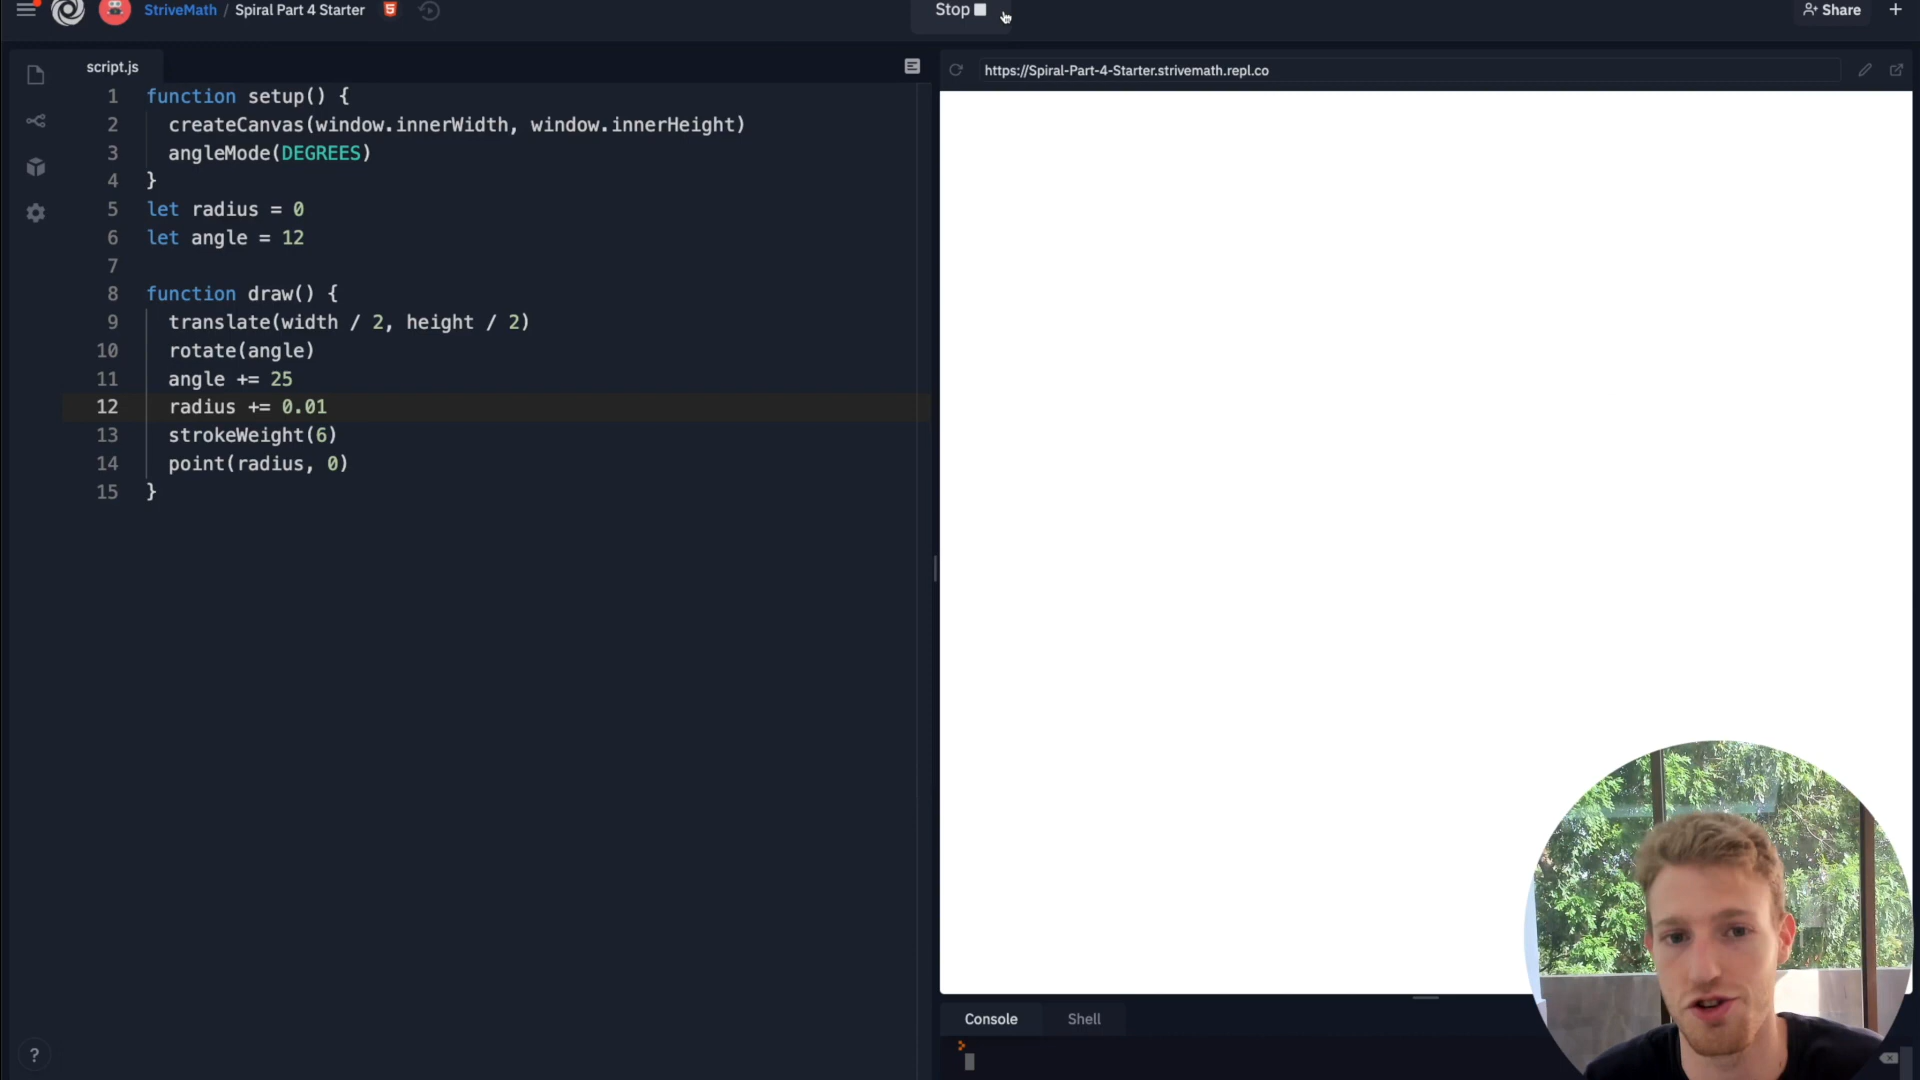 StriveMath / Spiral Part 4 Starter 5
Stop
Share +
script.js
https://Spiral-Part-4-Starter.strivemath.repl.co
1 function setup() {
2 createCanvas(window.innerWidth, window.innerHeight)
3 angleMode(DEGREES)
4 }
5 let radius = 0
6 let angle = 12
7
8 function draw() {
9 translate(width / 2, height / 2)
10 rotate(angle)
11 angle += 25
12 radius += 0.01
13 strokeWeight(6)
14 point(radius, 0)
15 }
Console Shell
>
?